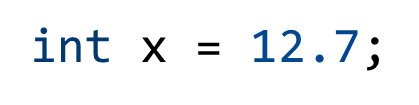 int x = 12.7;